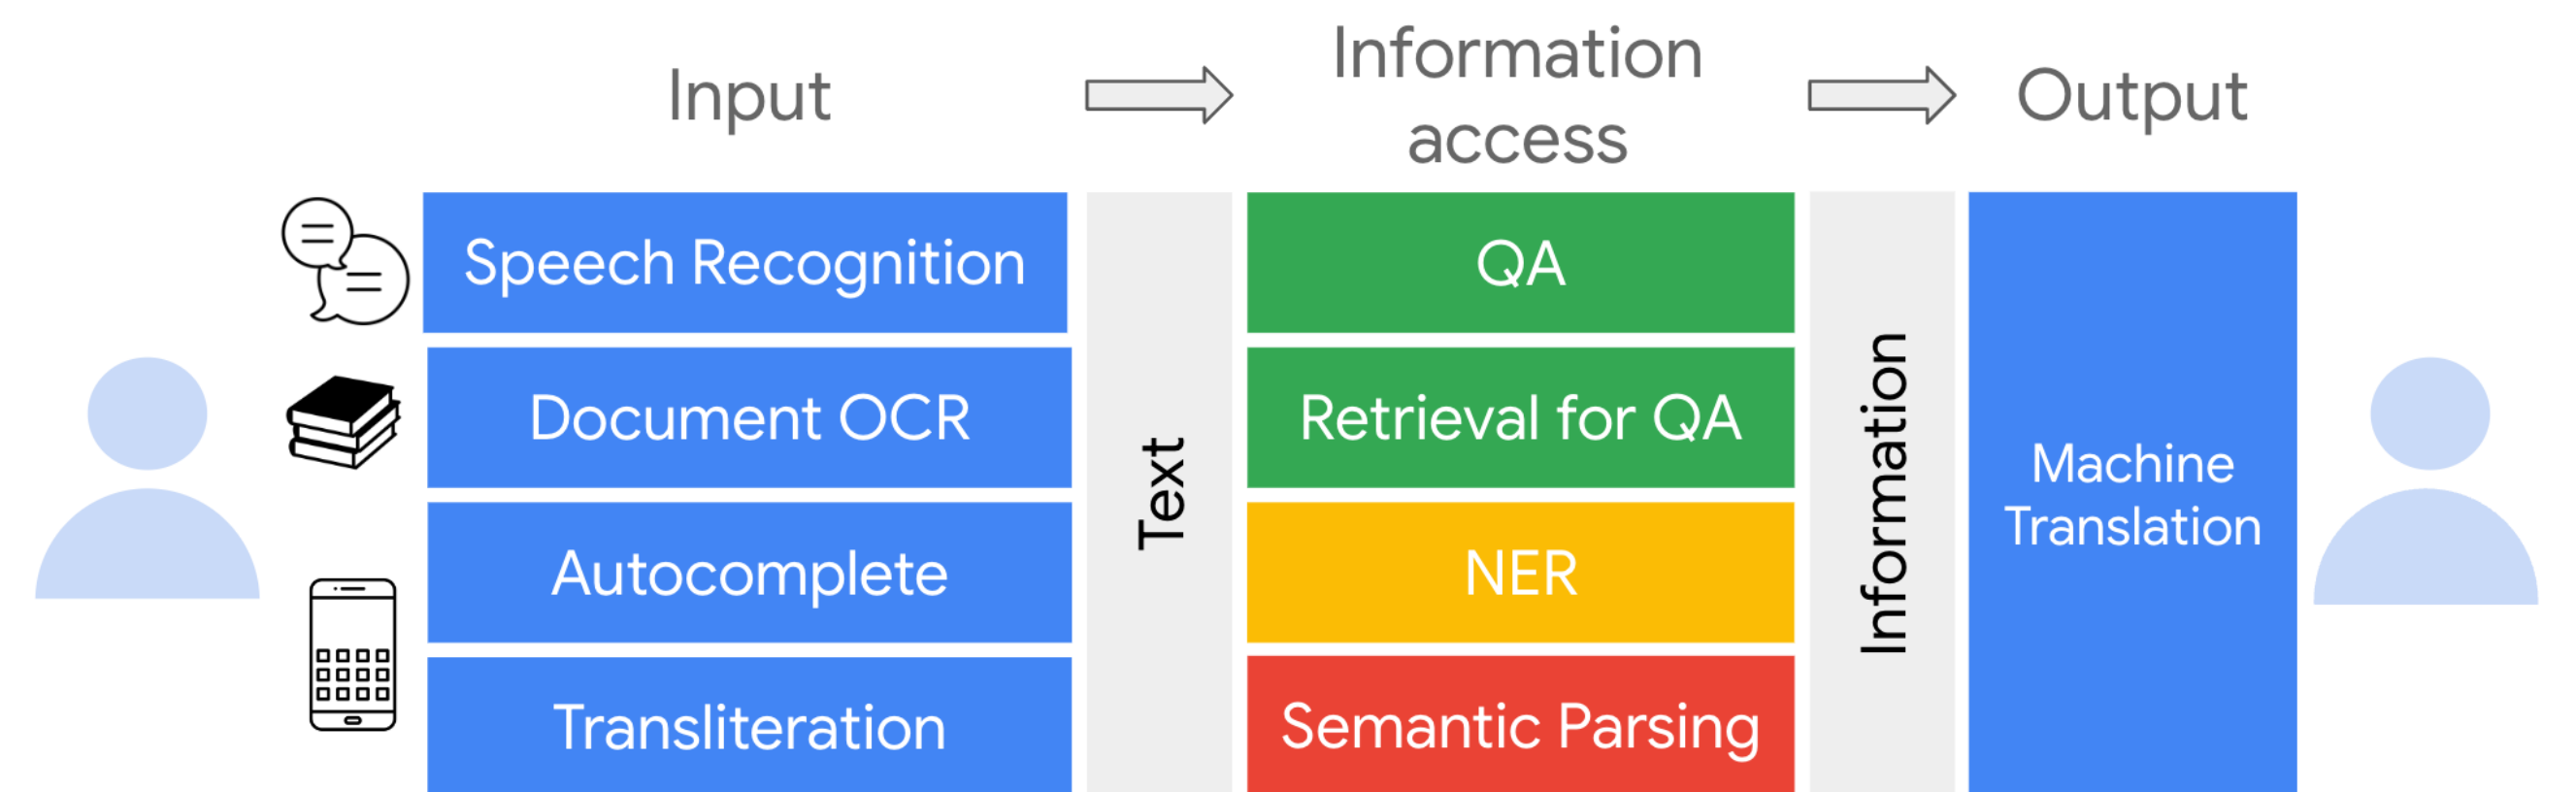 Input
Information
access
Output
Speech Recognition
Document OCR
Autocomplete
Transliteration
Text
QA
Retrieval for QA
NER
Semantic Parsing
Information
Machine
Translation